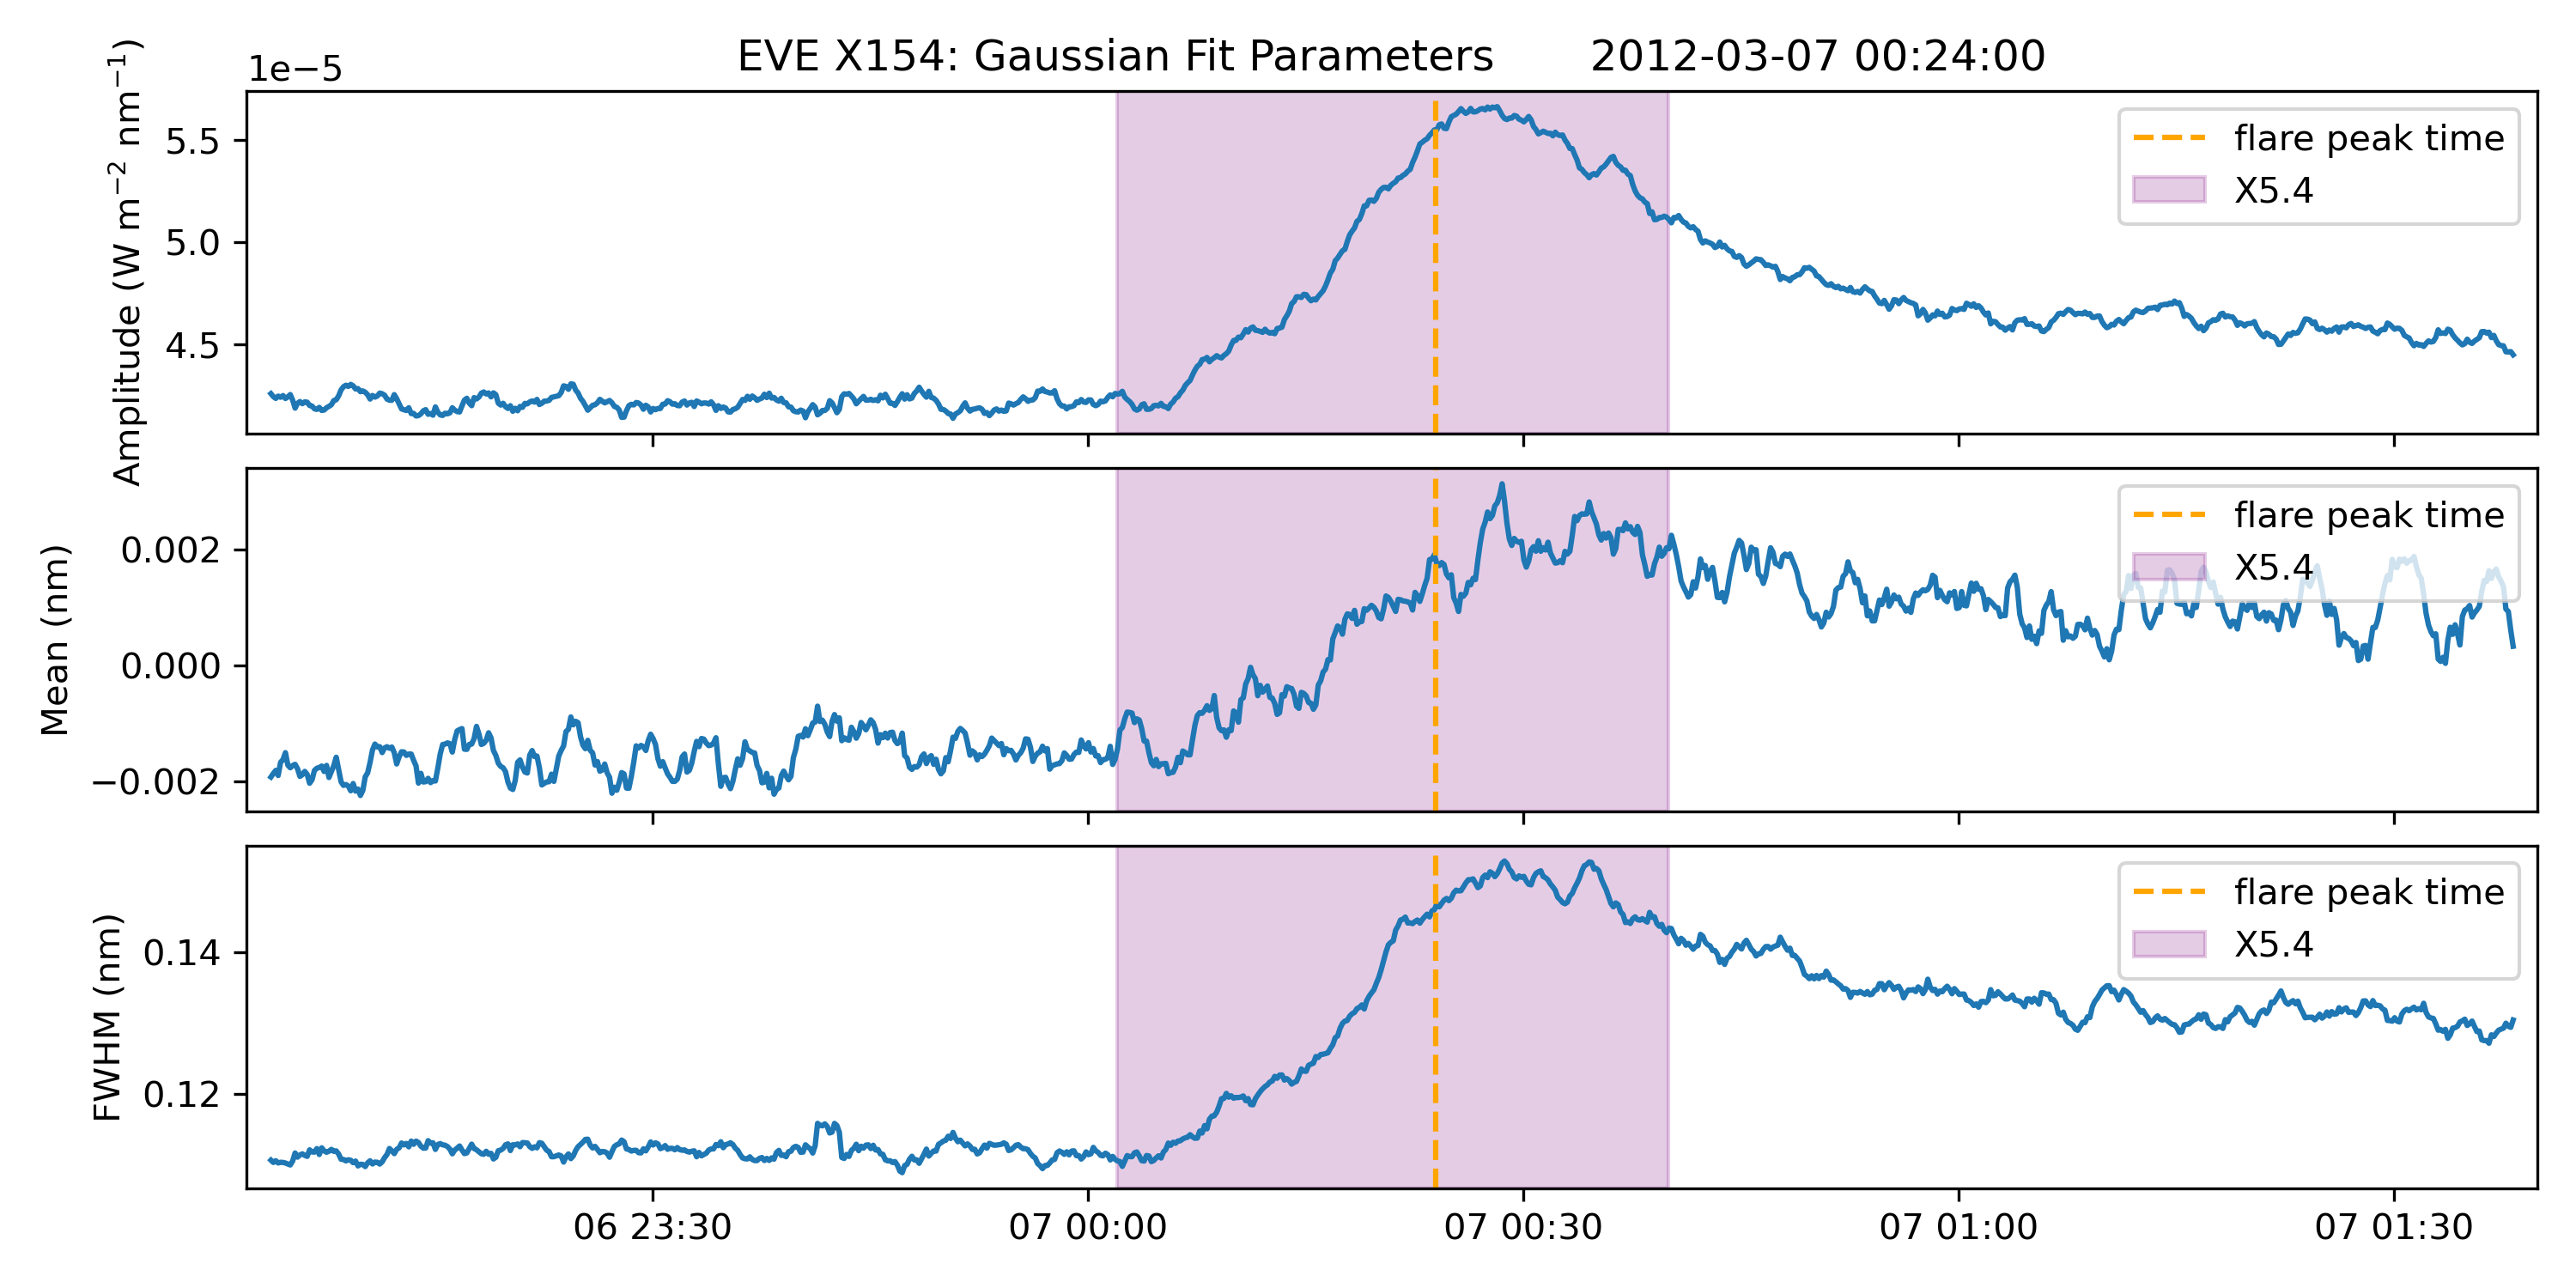 EVE X154: Gaussian Fit Parameters 2012-03-07 00:24:00
1e−5
Amplitude (W m⁻² nm⁻¹)
5.5
5.0
4.5
flare peak time
X5.4
Mean (nm)
0.002
0.000
−0.002
flare peak time
X5.4
FWHM (nm)
0.14
0.12
flare peak time
X5.4
06 23:30
07 00:00
07 00:30
07 01:00
07 01:30